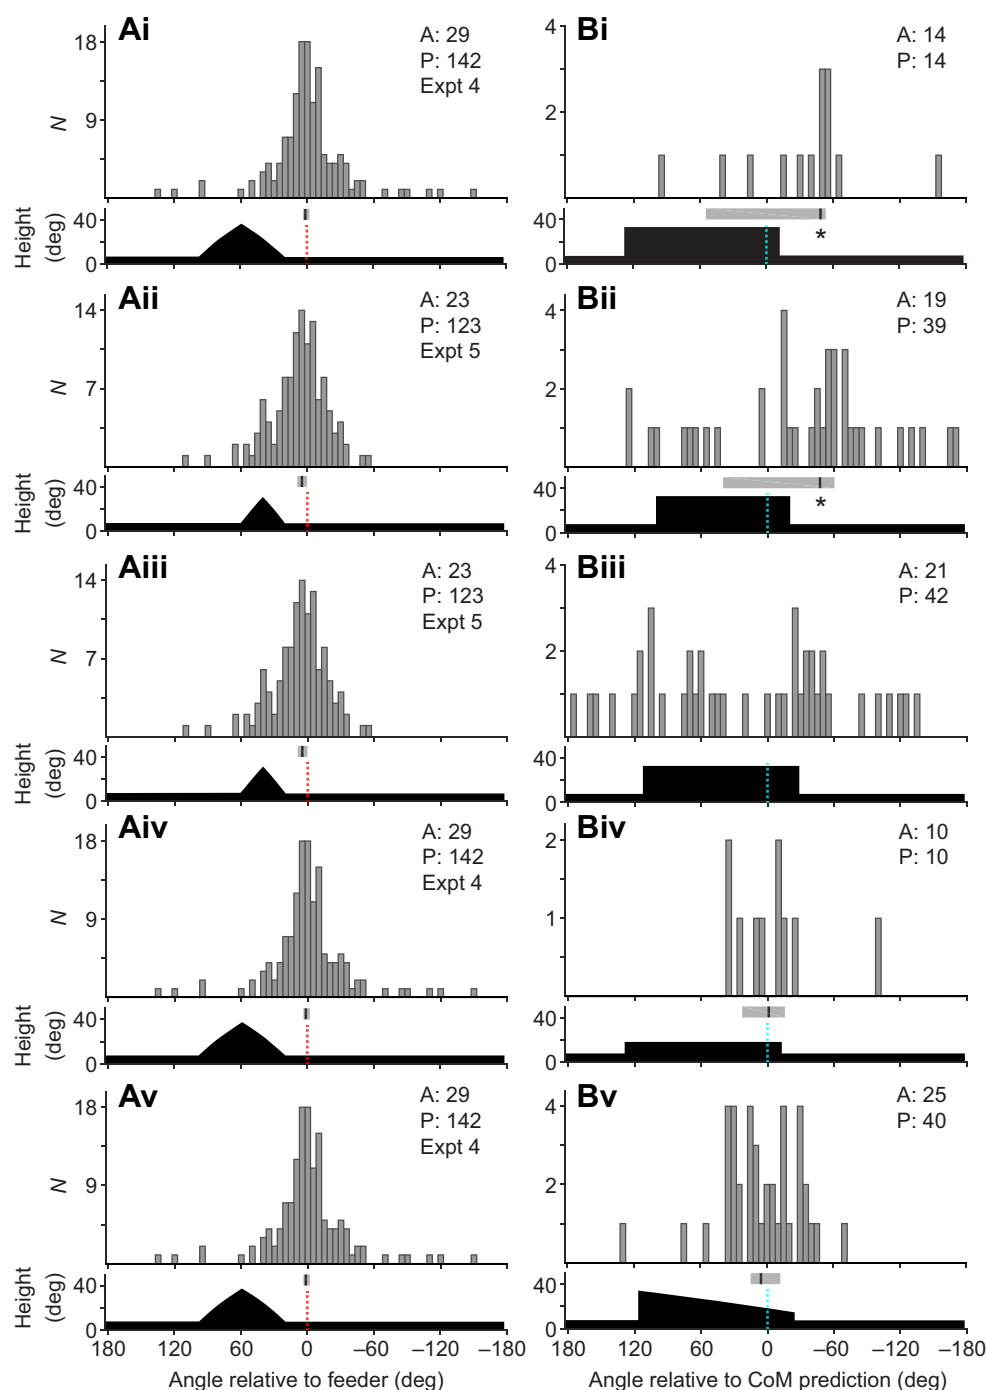 Ai
A: 29
P: 142
Expt 4
18
9
N
40
0
Height
(deg)
Bi
A: 14
P: 14
4
2
0
40
0
*
Aii
A: 23
P: 123
Expt 5
14
7
N
40
0
Height
(deg)
Bii
A: 19
P: 39
4
2
0
40
0
*
Aiii
A: 23
P: 123
Expt 5
14
7
N
40
0
Height
(deg)
Biii
A: 21
P: 42
4
2
0
40
0
Aiv
A: 29
P: 142
Expt 4
18
9
N
40
0
Height
(deg)
Biv
A: 10
P: 10
2
1
0
40
0
Av
A: 29
P: 142
Expt 4
18
9
N
40
0
Height
(deg)
180 120 60 0 –60 –120
Angle relative to feeder (deg)
Bv
A: 25
P: 40
4
2
0
40
0
180 120 60 0 –60 –120 –180
Angle relative to CoM prediction (deg)